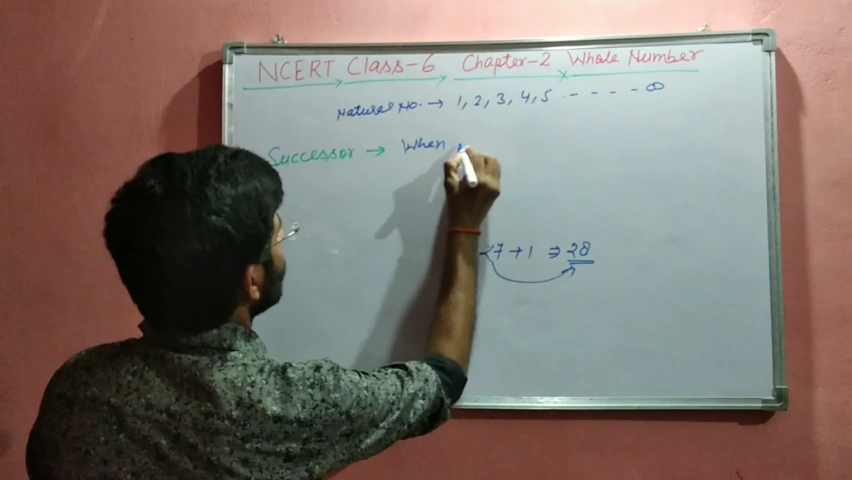 NCERT Class-6 Chapter-2 Whole Number
Natural No. → 1, 2, 3, 4, 5 - - - - - ∞
Successor → When
27 + 1 ⇒ 28